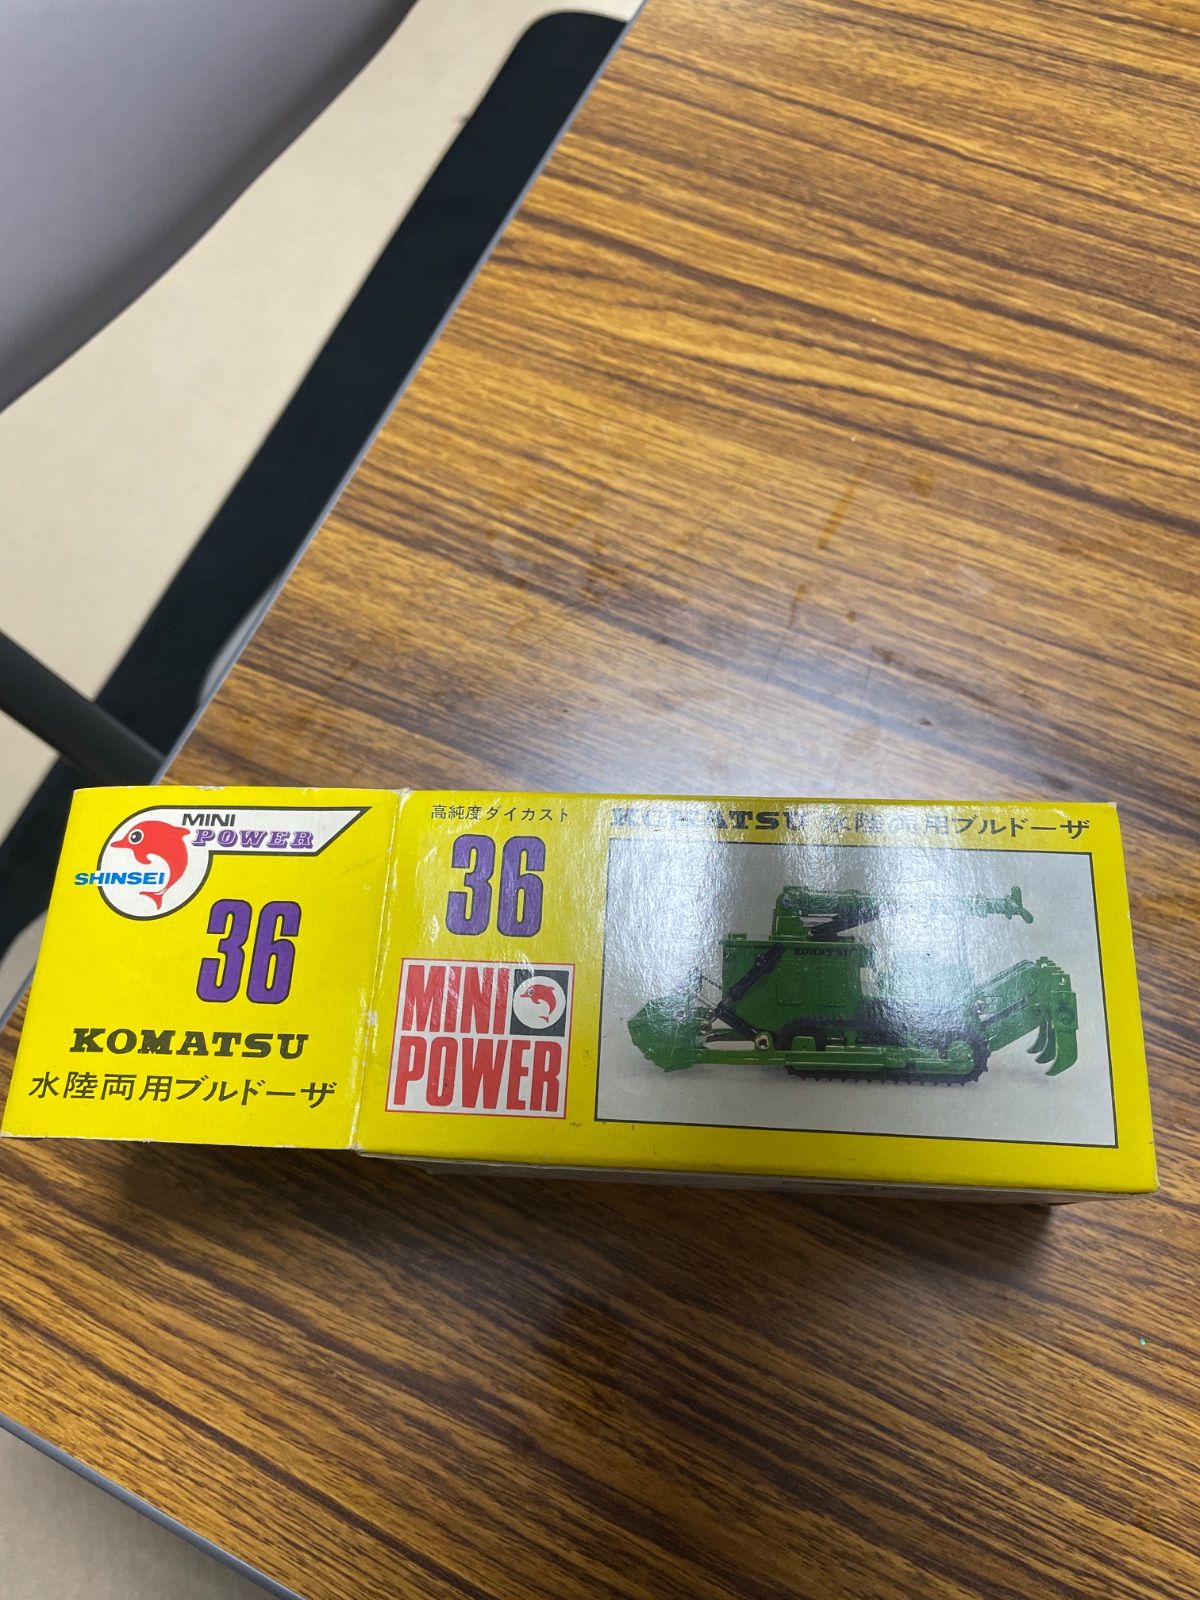 MINI
POWER
SHINSEI
36
KOMATSU
水陸両用ブルドーザ
高純度ダイカスト
36
MINI
POWER
KOMATSU 水陸両用ブルドーザ
KOMATSU